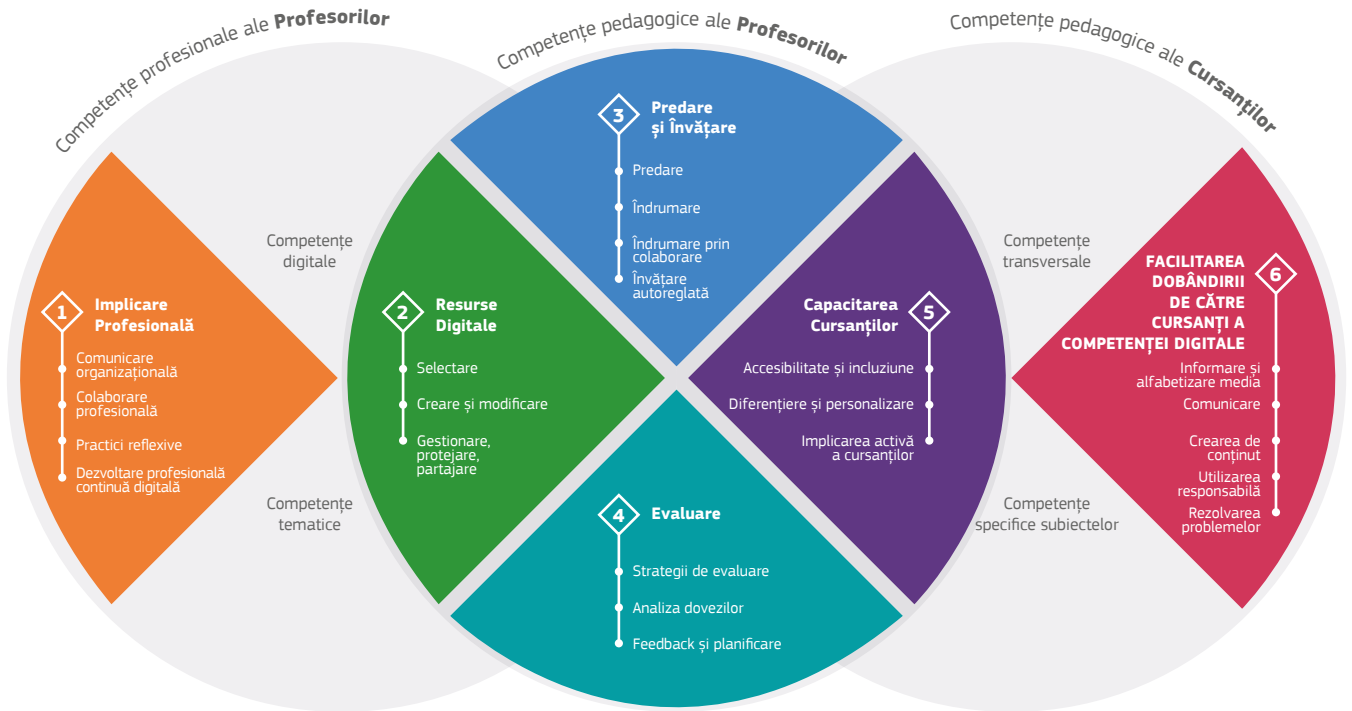 Competențe profesionale ale Profesorilor
Competențe pedagogice ale Profesorilor
Competențe pedagogice ale Cursanților
1
Implicare
Profesională
Comunicare
organizațională
Colaborare
profesională
Practici reflexive
Dezvoltare profesională
continuă digitală
Competențe
digitale
Competențe
tematice
2
Resurse
Digitale
Selectare
Creare și modificare
Gestionare,
protejare,
partajare
3
Predare
și Învățare
Predare
Îndrumare
Îndrumare prin
colaborare
Învățare
autoreglată
4
Evaluare
Strategii de evaluare
Analiza dovezilor
Feedback și planificare
Capacitarea
Cursanților
5
Accesibilitate și incluziune
Diferențiere și personalizare
Implicarea activă
a cursanților
Competențe
transversale
Competențe
specifice subiectelor
FACILITAREA
DOBÂNDIRII
DE CĂTRE
CURSANȚI A
COMPETENȚEI DIGITALE
6
Informare și
alfabetizare media
Comunicare
Crearea de
conținut
Utilizarea
responsabilă
Rezolvarea
problemelor